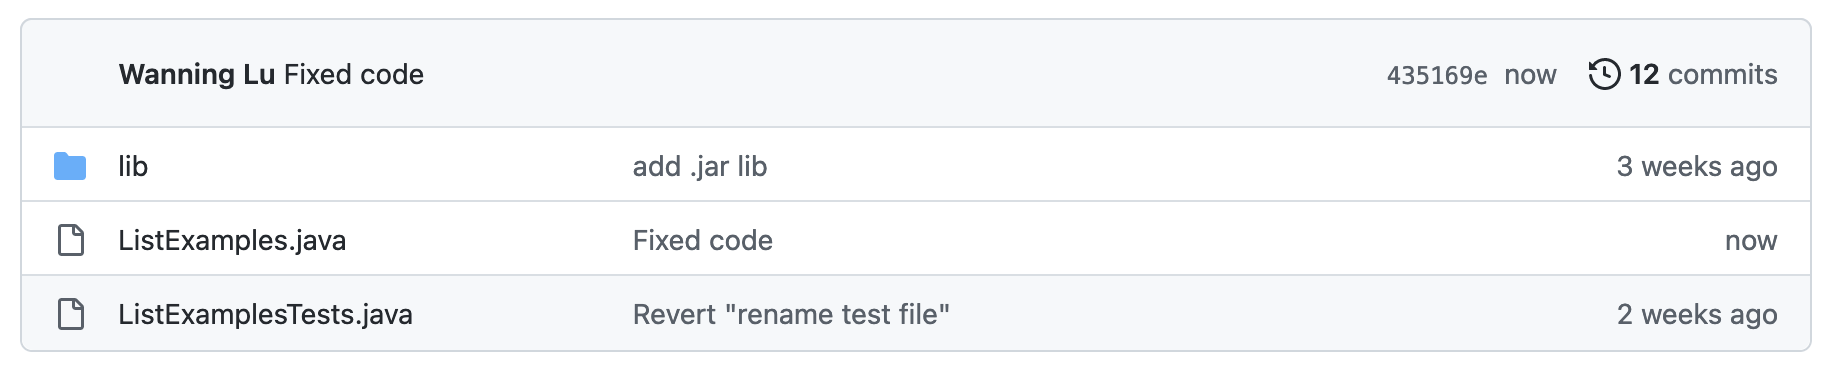 Wanning Lu Fixed code 435169e now 12 commits
lib add .jar lib 3 weeks ago
ListExamples.java Fixed code now
ListExamplesTests.java Revert "rename test file" 2 weeks ago